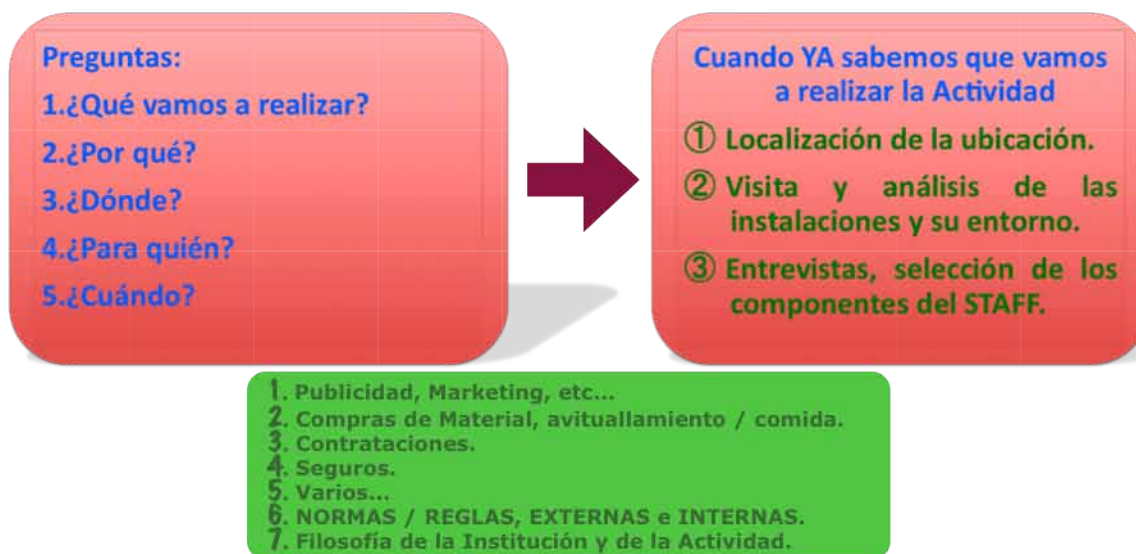 Preguntas:
1.¿Qué vamos a realizar?
2.¿Por qué?
3.¿Dónde?
4.¿Para quién?
5.¿Cuándo?
Cuando YA sabemos que vamos
a realizar la Actividad
① Localización de la ubicación.
② Visita y análisis de las
instalaciones y su entorno.
③ Entrevistas, selección de los
componentes del STAFF.
1. Publicidad, Marketing, etc...
2. Compras de Material, avituallamiento / comida.
3. Contrataciones.
4. Seguros.
5. Varios...
6. NORMAS / REGLAS, EXTERNAS e INTERNAS.
7. Filosofía de la Institución y de la Actividad.